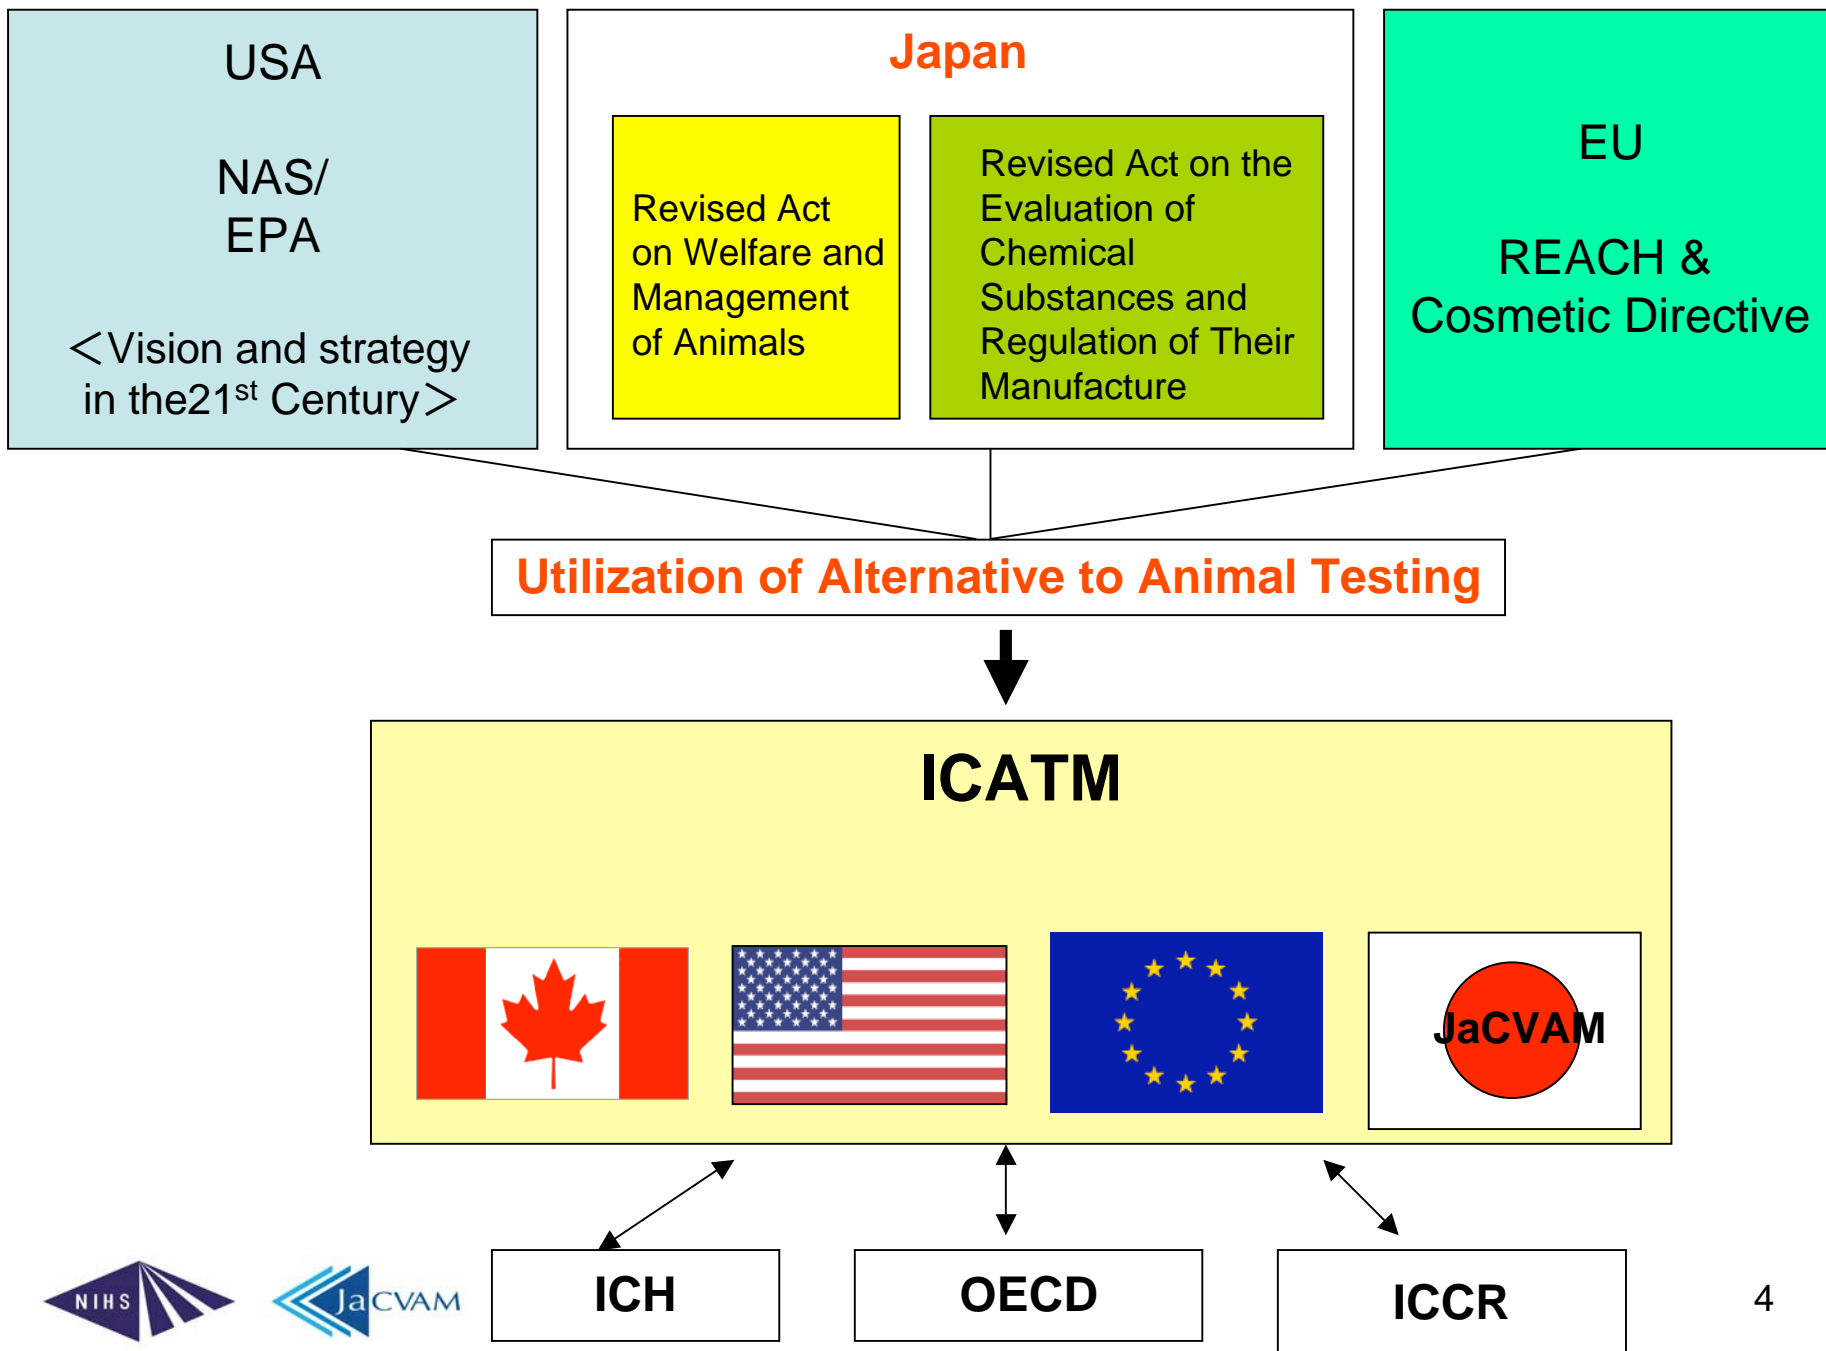 USA
NAS/
EPA
＜Vision and strategy
in the21st Century＞
Japan
Revised Act
on Welfare and
Management
of Animals
Revised Act on the
Evaluation of
Chemical
Substances and
Regulation of Their
Manufacture
EU
REACH &
Cosmetic Directive
Utilization of Alternative to Animal Testing
ICATM
JaCVAM
NIHS
JaCVAM
ICH
OECD
ICCR
4